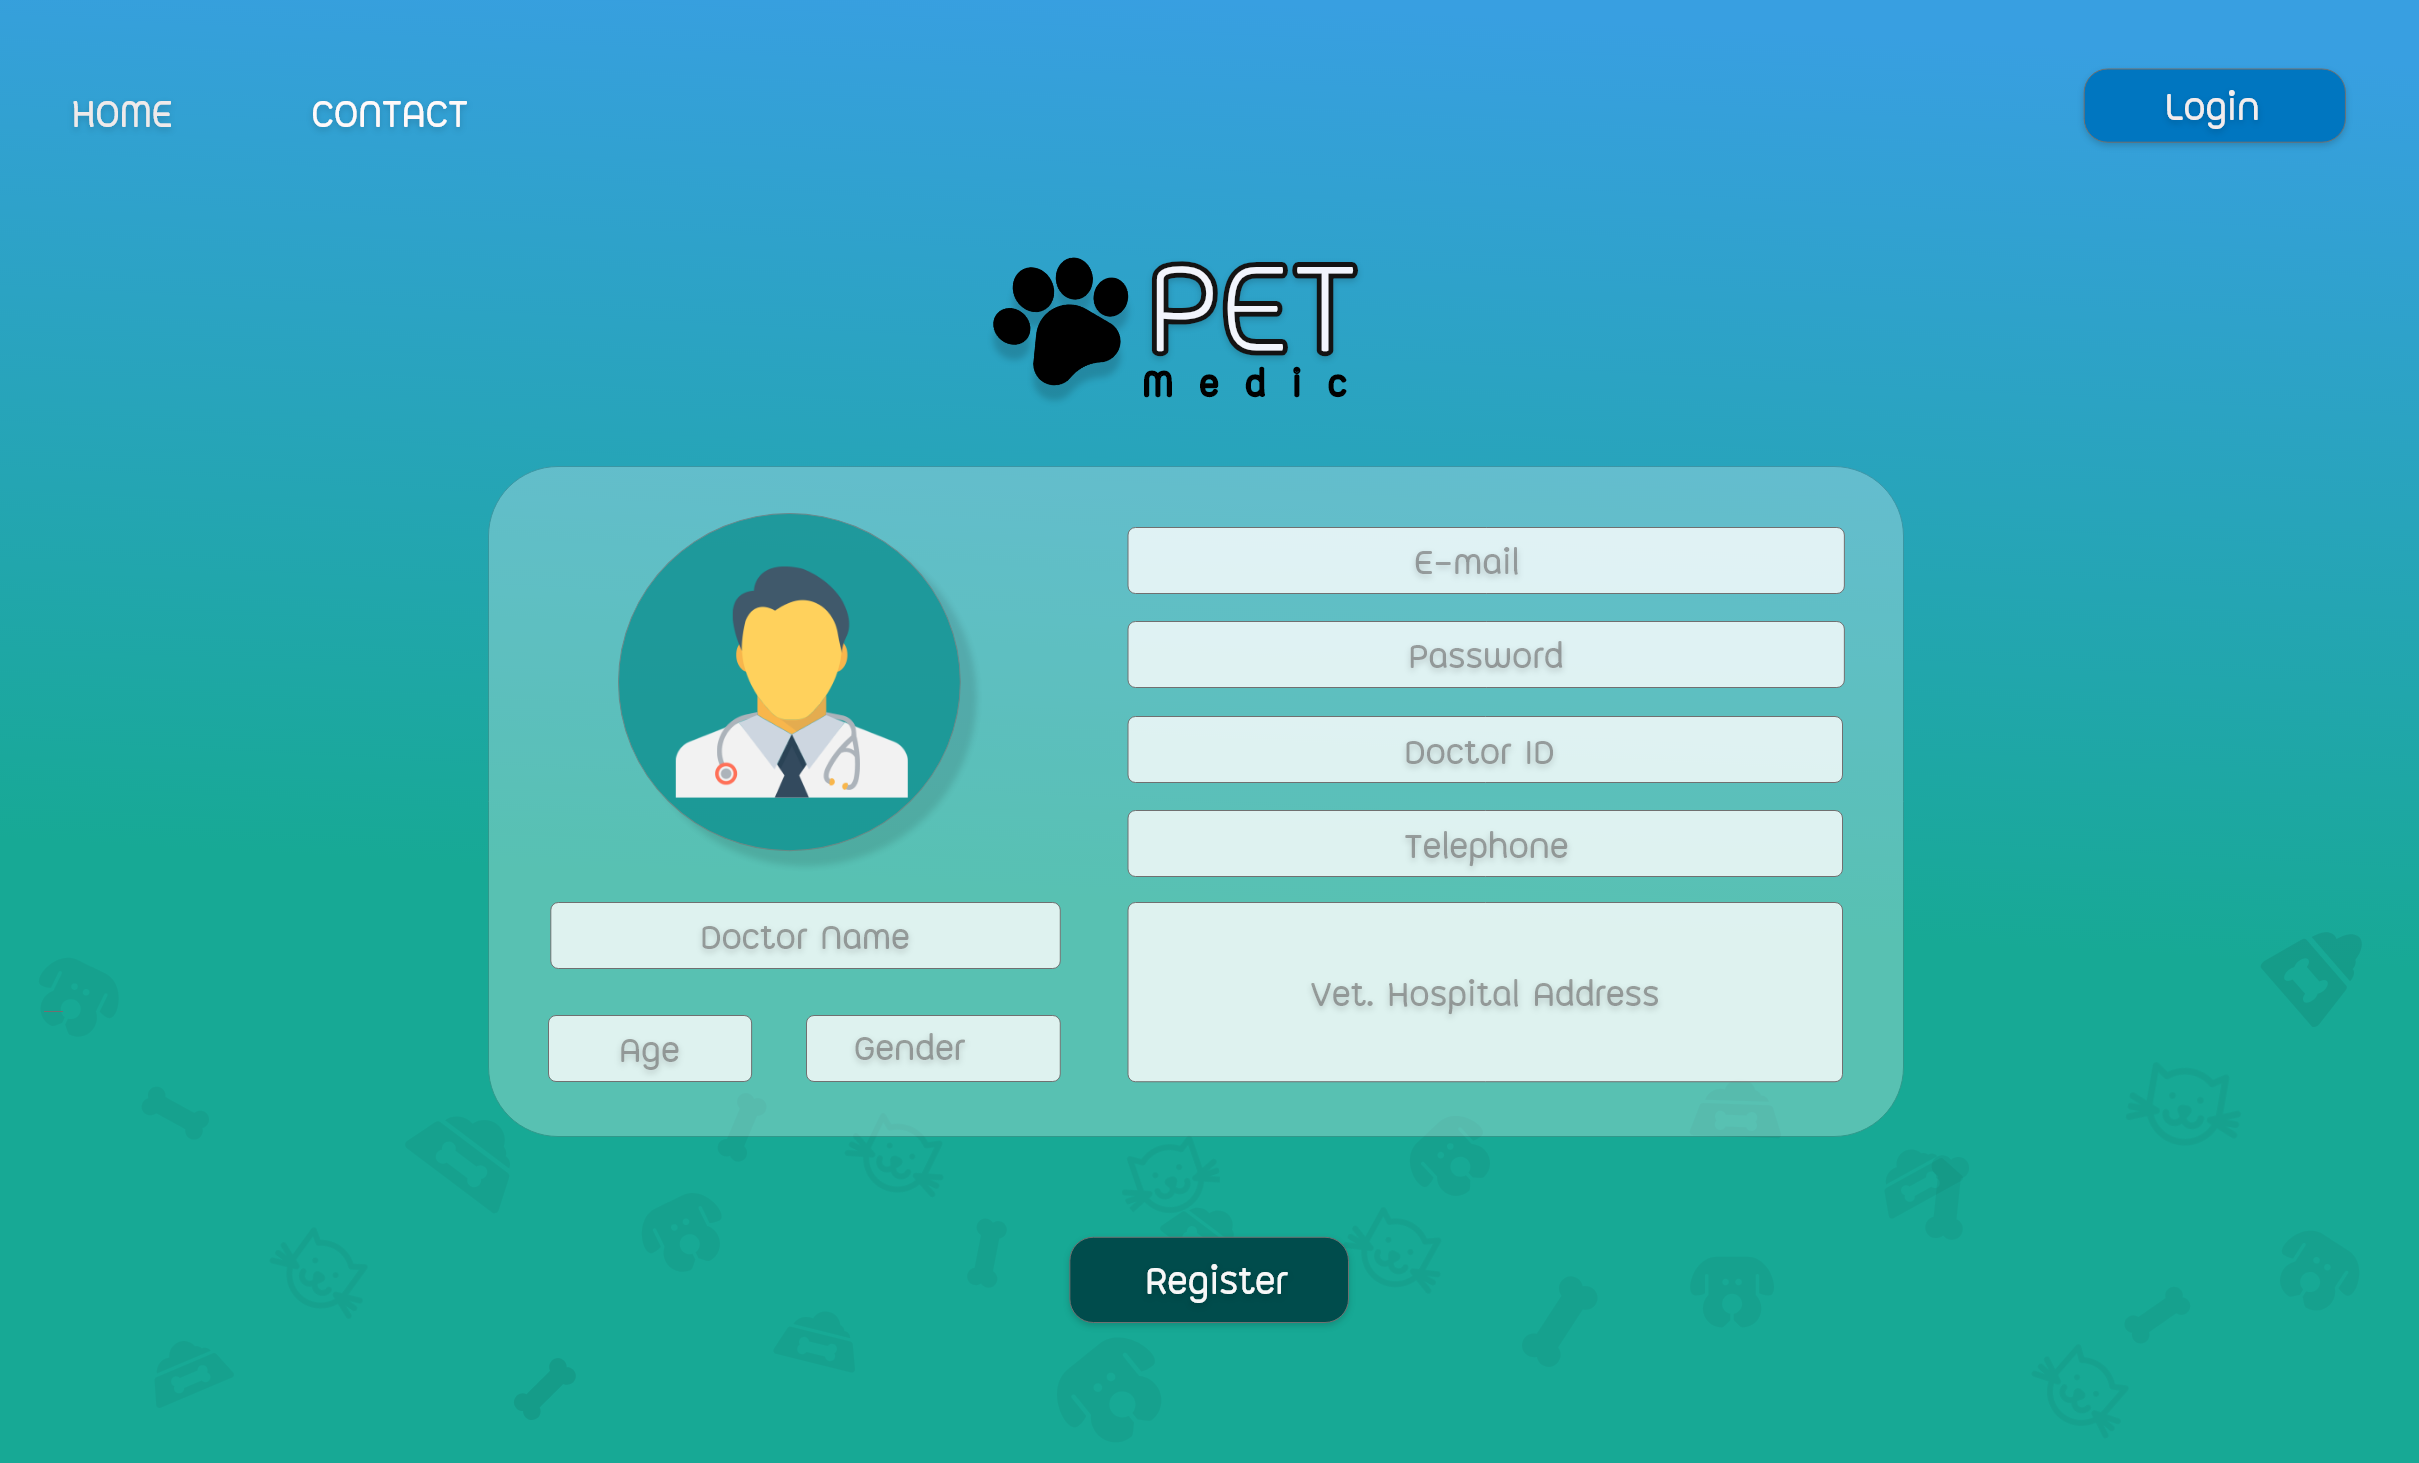 HOME
CONTACT
Login
PET
medic
E-mail
Password
Doctor ID
Telephone
Doctor Name
Vet. Hospital Address
Age
Gender
Register